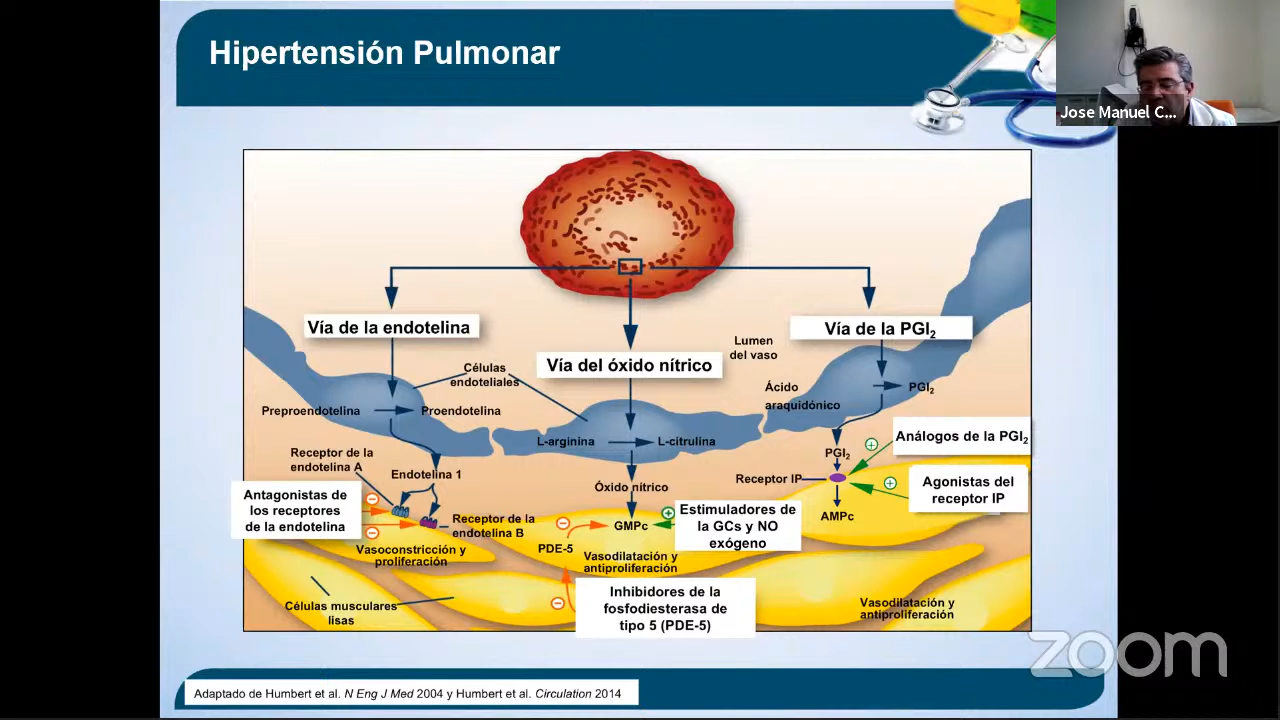 Hipertensión Pulmonar
Jose Manuel C...
Vía de la endotelina
Vía del óxido nítrico
Lumen
del vaso
Vía de la PGI₂
Células
endoteliales
Preproendotelina
Proendotelina
L-arginina
L-citrulina
Ácido
araquidónico
PGI₂
Receptor de la
endotelina A
Endotelina 1
Antagonistas de
los receptores
de la endotelina
Receptor de la
endotelina B
Vasoconstricción y
proliferación
Óxido nítrico
GMPc
PDE-5
Estimuladores de
la GCs y NO
exógeno
Vasodilatación y
antiproliferación
Inhibidores de la
fosfodiesterasa de
tipo 5 (PDE-5)
PGI₂
Receptor IP
AMPc
Análogos de la PGI₂
Agonistas del
receptor IP
Células musculares
lisas
Vasodilatación y
antiproliferación
zoom
Adaptado de Humbert et al. N Eng J Med 2004 y Humbert et al. Circulation 2014